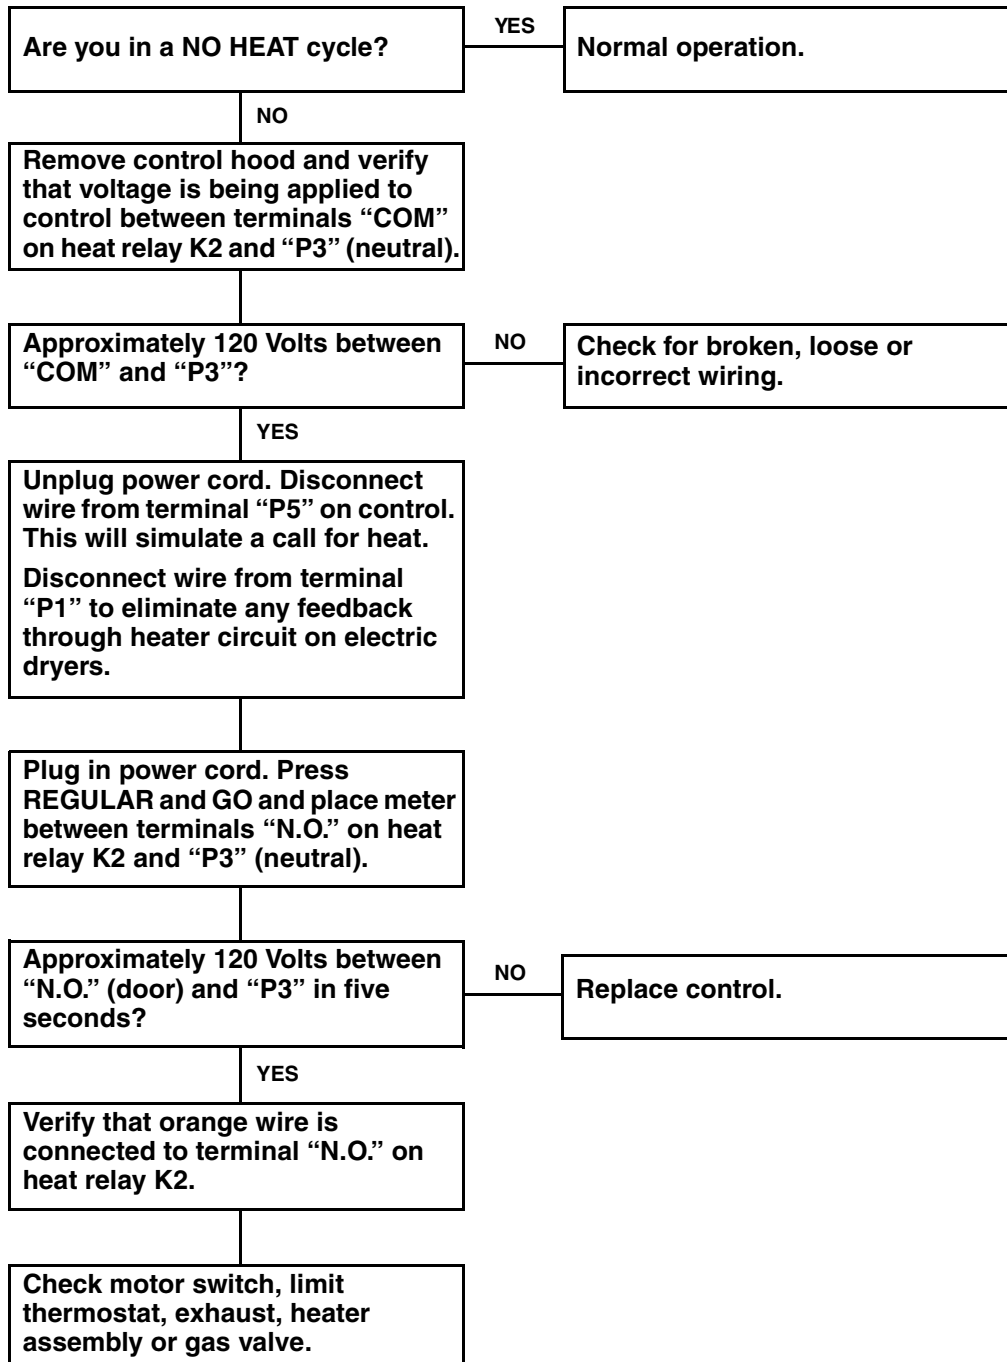 Are you in a NO HEAT cycle?
YES
Normal operation.
NO
Remove control hood and verify
that voltage is being applied to
control between terminals “COM”
on heat relay K2 and “P3” (neutral).
Approximately 120 Volts between
“COM” and “P3”?
NO
Check for broken, loose or
incorrect wiring.
YES
Unplug power cord. Disconnect
wire from terminal “P5” on control.
This will simulate a call for heat.
Disconnect wire from terminal
“P1” to eliminate any feedback
through heater circuit on electric
dryers.
Plug in power cord. Press
REGULAR and GO and place meter
between terminals “N.O.” on heat
relay K2 and “P3” (neutral).
Approximately 120 Volts between
“N.O.” (door) and “P3” in five
seconds?
NO
Replace control.
YES
Verify that orange wire is
connected to terminal “N.O.” on
heat relay K2.
Check motor switch, limit
thermostat, exhaust, heater
assembly or gas valve.